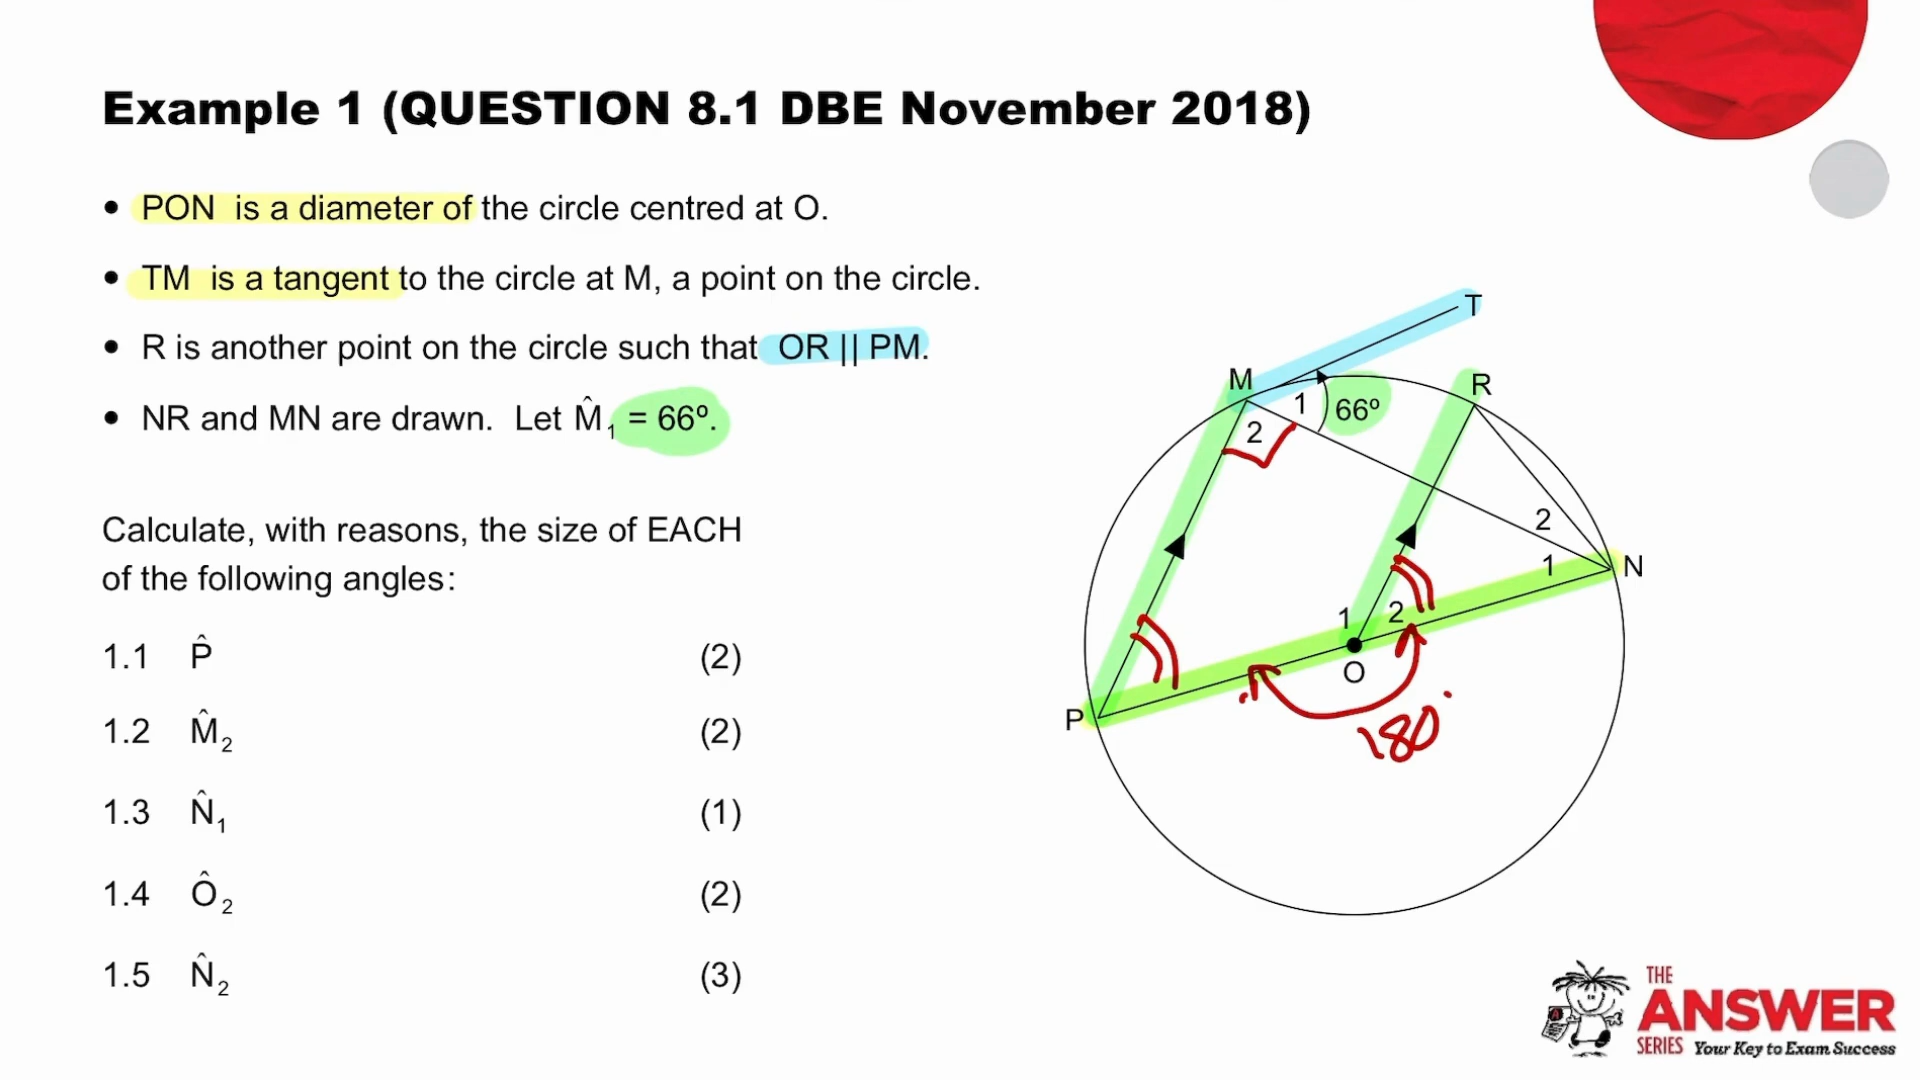 Example 1 (QUESTION 8.1 DBE November 2018)
• PON is a diameter of the circle centred at O.
• TM is a tangent to the circle at M, a point on the circle.
• R is another point on the circle such that OR || PM.
• NR and MN are drawn. Let M̂₁ = 66º.
Calculate, with reasons, the size of EACH
of the following angles:
1.1 P̂ (2)
1.2 M̂₂ (2)
1.3 N̂₁ (1)
1.4 Ô₂ (2)
1.5 N̂₂ (3)
T
M
R
1
66º
2
2
1
N
1
2
O
P
180
THE
ANSWER
SERIES Your Key to Exam Success